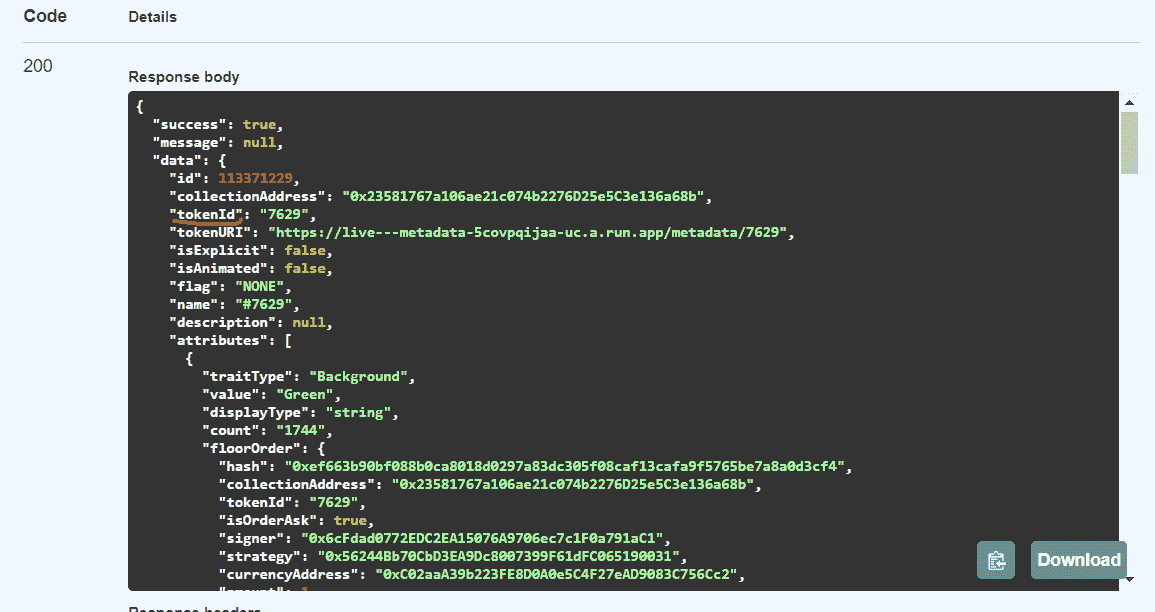 Code Details
200
Response body
{
"success": true,
"message": null,
"data": {
"id": 113371229,
"collectionAddress": "0x23581767a106ae21c074b2276D25e5C3e136a68b",
"tokenId": "7629",
"tokenURI": "https://live---metadata-5covpqijaa-uc.a.run.app/metadata/7629",
"isExplicit": false,
"isAnimated": false,
"flag": "NONE",
"name": "#7629",
"description": null,
"attributes": [
{
"traitType": "Background",
"value": "Green",
"displayType": "string",
"count": "1744",
"floorOrder": {
"hash": "0xef663b90bf088b0ca8018d0297a83dc305f08caf13cafa9f5765be7a8a0d3cf4",
"collectionAddress": "0x23581767a106ae21c074b2276D25e5C3e136a68b",
"tokenId": "7629",
"isOrderAsk": true,
"signer": "0x6cFdad0772EDC2EA15076A9706ec7c1F0a791aC1",
"strategy": "0x56244Bb70CbD3EA9Dc8007399F61dFC065190031",
"currencyAddress": "0xC02aaA39b223FE8D0A0e5C4F27eAD9083C756Cc2",
Download
Response headers